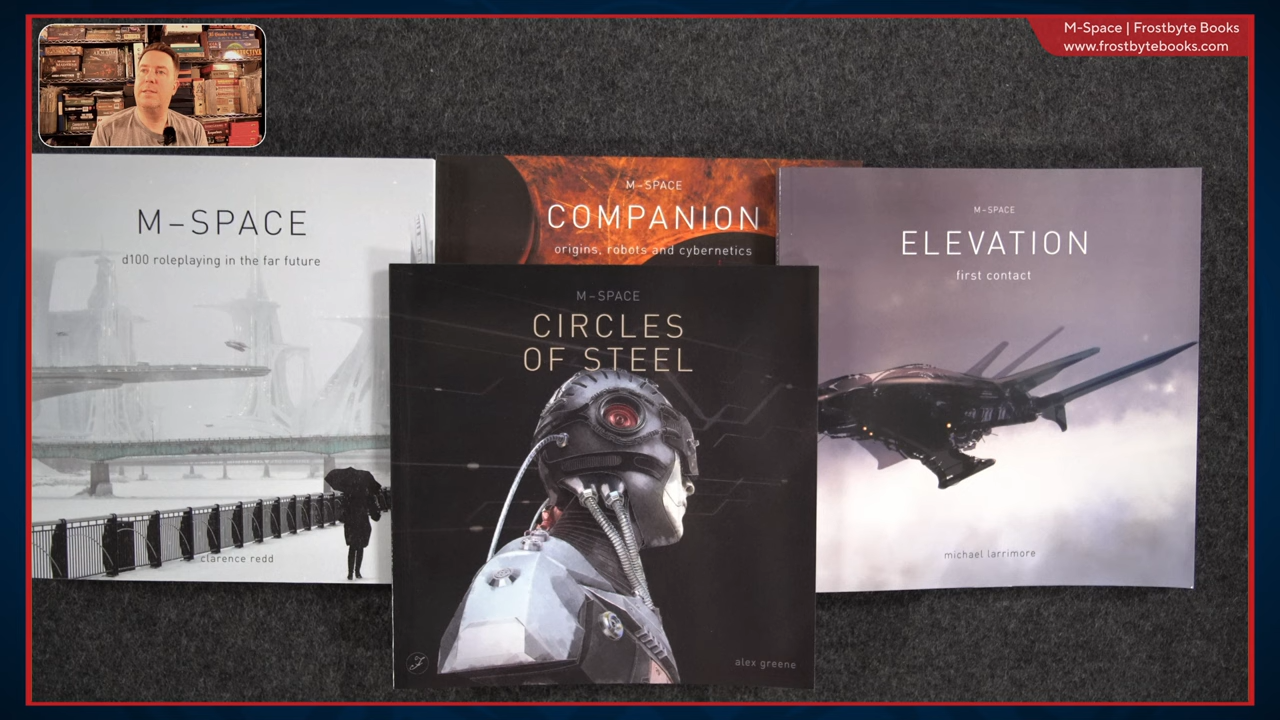 M-Space | Frostbyte Books
www.frostbytebooks.com
M-SPACE
d100 roleplaying in the far future
clarence redd
M-SPACE
COMPANION
origins, robots and cybernetics
M-SPACE
ELEVATION
first contact
michael larrimore
M-SPACE
CIRCLES
OF STEEL
alex greene